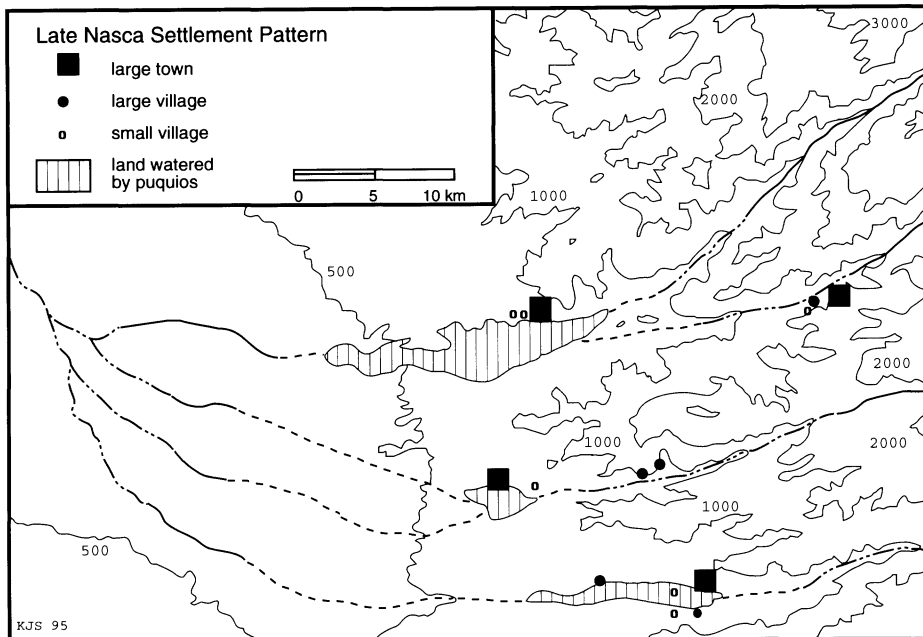 Late Nasca Settlement Pattern
large town
large village
small village
land watered
by puquios
0 5 10 km
3000
2000
1000
500
2000
1000
2000
1000
500
KJS 95